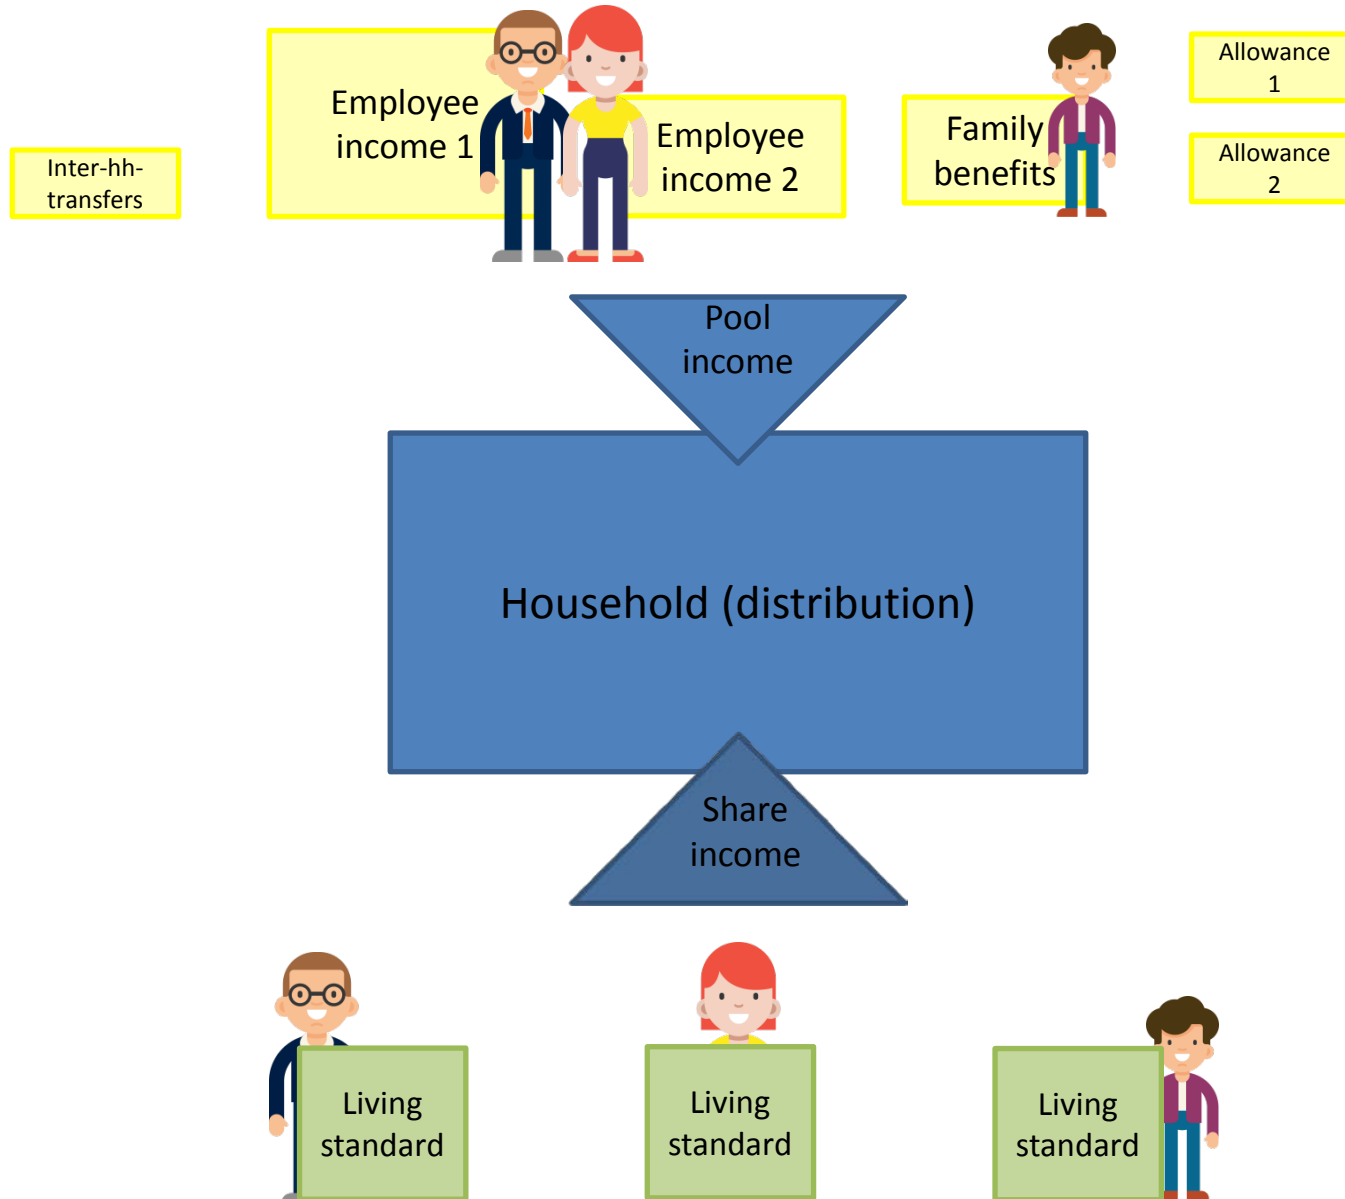 Inter-hh-
transfers
Employee
income 1
Employee
income 2
Family
benefits
Allowance
1
Allowance
2
Pool
income
Household (distribution)
Share
income
Living
standard
Living
standard
Living
standard